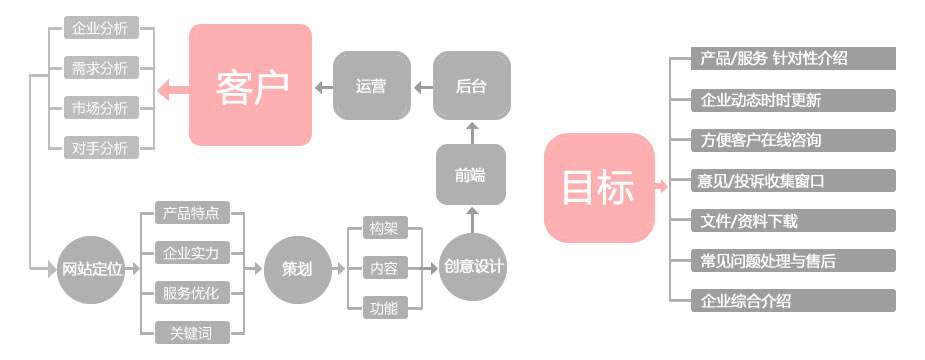 企业分析
需求分析
市场分析
对手分析
客户
运营
后台
前端
网站定位
产品特点
企业实力
服务优化
关键词
策划
构架
内容
功能
创意设计
目标
产品/服务 针对性介绍
企业动态时时更新
方便客户在线咨询
意见/投诉收集窗口
文件/资料下载
常见问题处理与售后
企业综合介绍